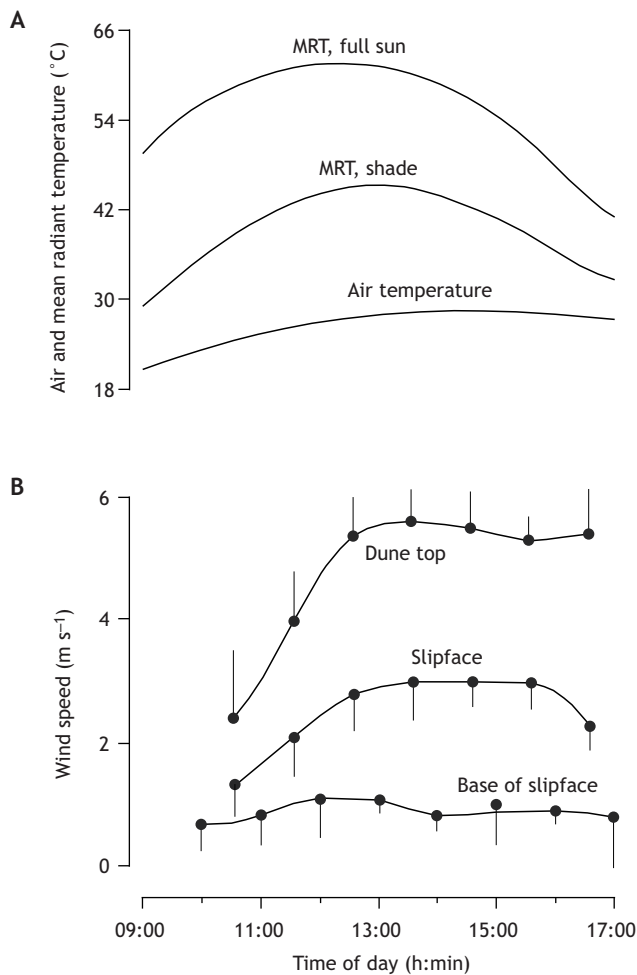 A
Air and mean radiant temperature (°C)
66
54
42
30
18
MRT, full sun
MRT, shade
Air temperature
B
Wind speed (m s–1)
6
4
2
0
Dune top
Slipface
Base of slipface
09:00 11:00 13:00 15:00 17:00
Time of day (h:min)